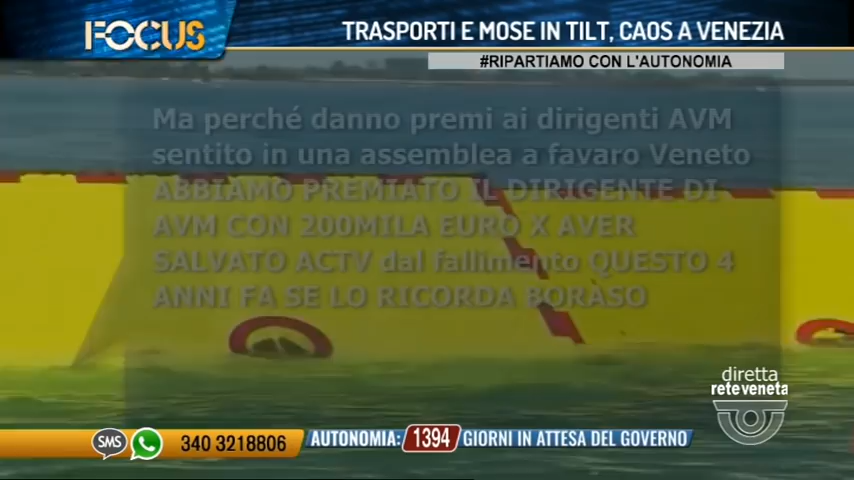 FOCUS
TRASPORTI E MOSE IN TILT, CAOS A VENEZIA
#RIPARTIAMO CON L'AUTONOMIA
Ma perché danno premi ai dirigenti AVM
sentito in una assemblea a favaro Veneto
ABBIAMO PREMIATO IL DIRIGENTE DI
AVM CON 200MILA EURO X AVER
SALVATO ACTV dal fallimento QUESTO 4
ANNI FA SE LO RICORDA BORASO
diretta
reteveneta
SMS 340 3218806 AUTONOMIA: 1394 GIORNI IN ATTESA DEL GOVERNO